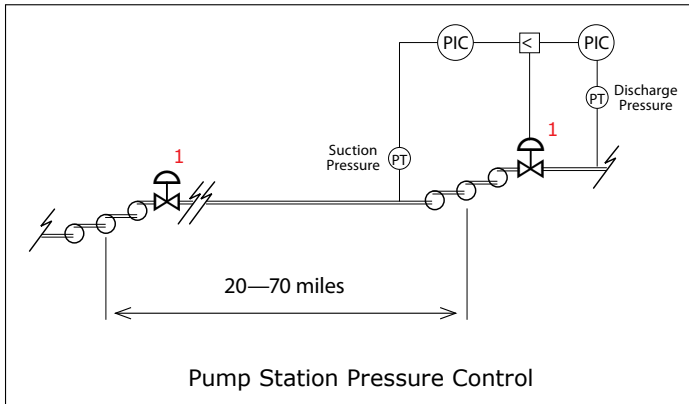 PIC
<
PIC
PT
Discharge
Pressure
1
1
Suction
Pressure
PT
20—70 miles
Pump Station Pressure Control